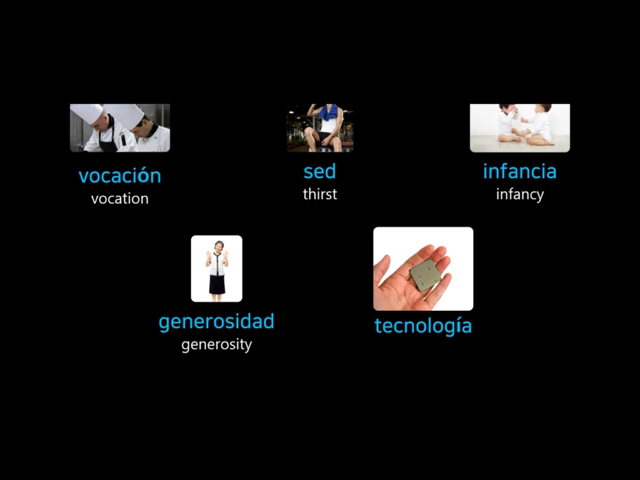 vocación
vocation
sed
thirst
infancia
infancy
generosidad
generosity
tecnología